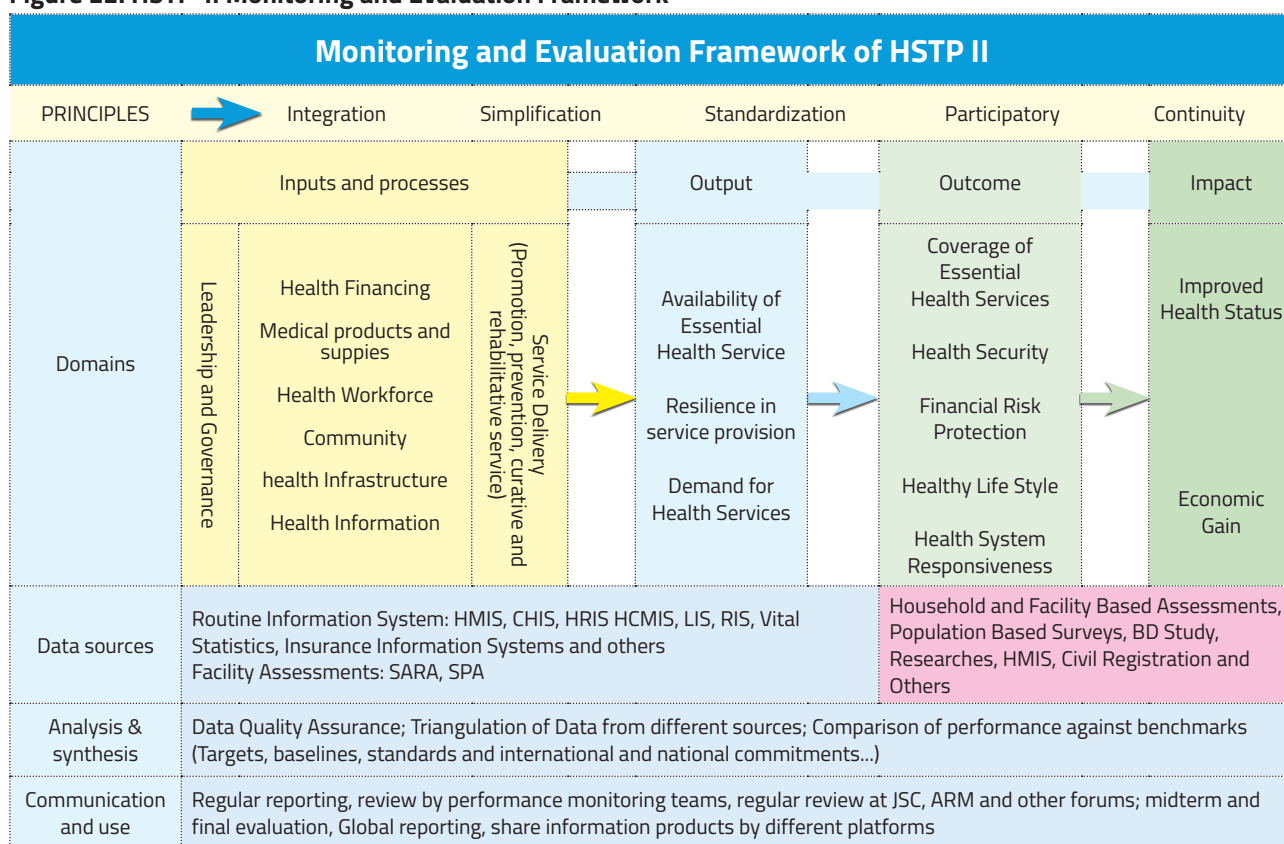 Figure 22: HSTP-II Monitoring and Evaluation Framework
Monitoring and Evaluation Framework of HSTP II
PRINCIPLES
Integration
Simplification
Standardization
Participatory
Continuity
Inputs and processes
Output
Outcome
Impact
Domains
Leadership and Governance
Health Financing
Medical products and
suppies
Health Workforce
Community
health Infrastructure
Health Information
Service Delivery
(Promotion, prevention, curative and
rehabilitative service)
Availability of
Essential
Health Service
Resilience in
service provision
Demand for
Health Services
Coverage of
Essential
Health Services
Health Security
Financial Risk
Protection
Healthy Life Style
Health System
Responsiveness
Improved
Health Status
Economic
Gain
Data sources
Routine Information System: HMIS, CHIS, HRIS HCMIS, LIS, RIS, Vital
Statistics, Insurance Information Systems and others
Facility Assessments: SARA, SPA
Household and Facility Based Assessments,
Population Based Surveys, BD Study,
Researches, HMIS, Civil Registration and
Others
Analysis &
synthesis
Data Quality Assurance; Triangulation of Data from different sources; Comparison of performance against benchmarks
(Targets, baselines, standards and international and national commitments...)
Communication
and use
Regular reporting, review by performance monitoring teams, regular review at JSC, ARM and other forums; midterm and
final evaluation, Global reporting, share information products by different platforms